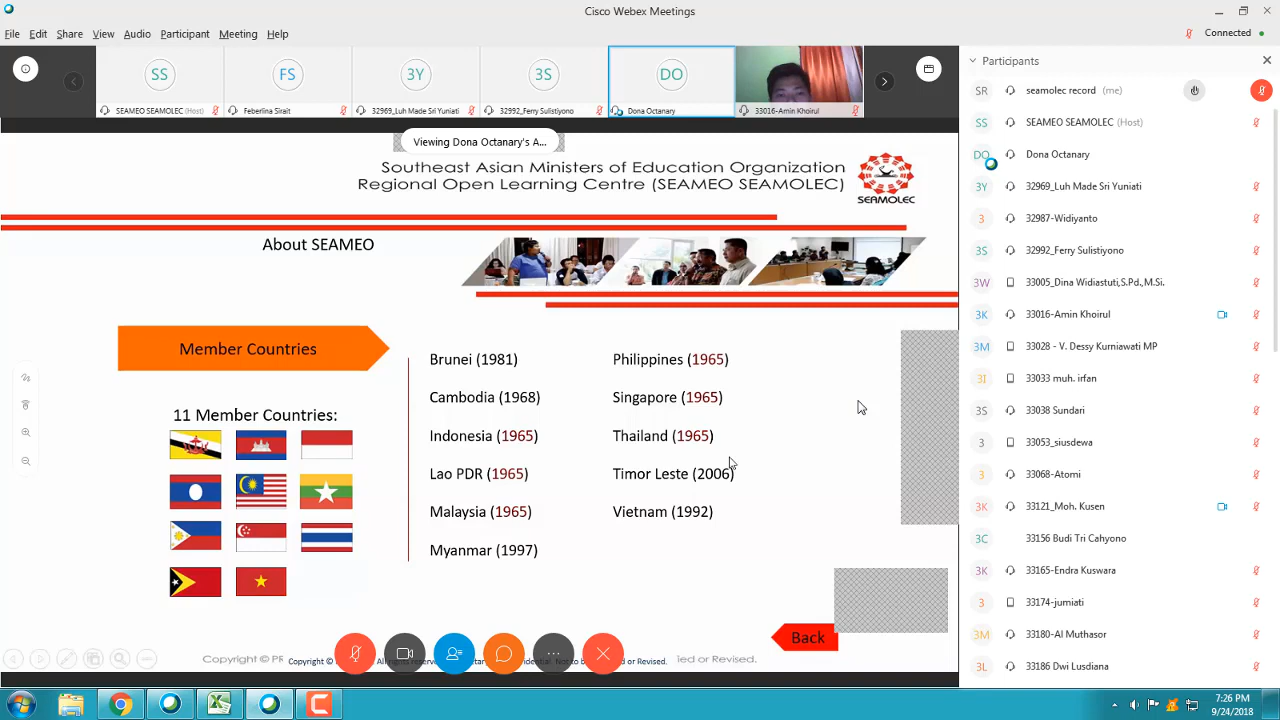 Cisco Webex Meetings
File Edit Share View Audio Participant Meeting Help
Connected
SS
SEAMEO SEAMOLEC (Host)
FS
Feberlina Sirait
3Y
32969_Luh Made Sri Yuniati
3S
32992_Ferry Sulistiyono
DO
Dona Octanary
33016-Amin Khoirul
Viewing Dona Octanary's A...
Southeast Asian Ministers of Education Organization
Regional Open Learning Centre (SEAMEO SEAMOLEC)
SEAMOLEC
About SEAMEO
Member Countries
11 Member Countries:
Brunei (1981)
Cambodia (1968)
Indonesia (1965)
Lao PDR (1965)
Malaysia (1965)
Myanmar (1997)
Philippines (1965)
Singapore (1965)
Thailand (1965)
Timor Leste (2006)
Vietnam (1992)
Back
Participants
SR seamolec record (me)
SS SEAMEO SEAMOLEC (Host)
DO Dona Octanary
3Y 32969_Luh Made Sri Yuniati
3 32987-Widiyanto
3S 32992_Ferry Sulistiyono
3W 33005_Dina Widiastuti,S.Pd,M.Si.
3K 33016-Amin Khoirul
3M 33028 - V. Dessy Kurniawati MP
3I 33033 muh. irfan
3S 33038 Sundari
3 33053_siusdewa
3 33068-Atomi
3K 33121_Moh. Kusen
3C 33156 Budi Tri Cahyono
3K 33165-Endra Kuswara
3 33174-jumiati
3M 33180-Al Muthasor
3L 33186 Dwi Lusdiana
7:26 PM
9/24/2018